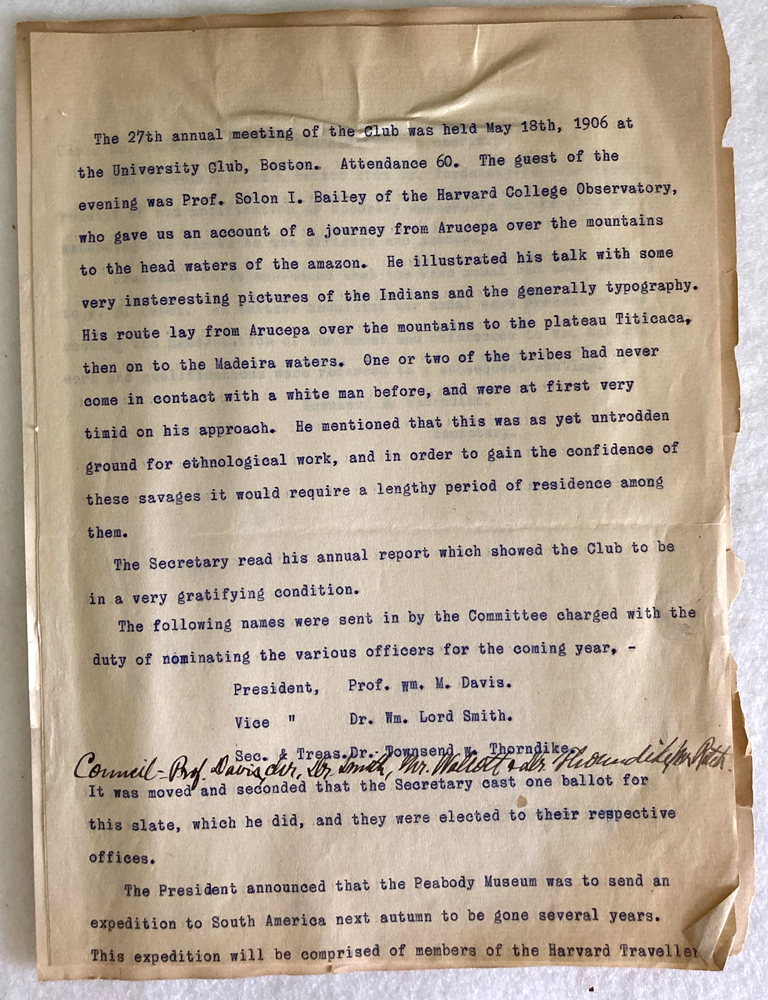 The 27th annual meeting of the Club was held May 18th, 1906 at
the University Club, Boston. Attendance 60. The guest of the
evening was Prof. Solon I. Bailey of the Harvard College Observatory,
who gave us an account of a journey from Arucepa over the mountains
to the head waters of the amazon. He illustrated his talk with some
very insteresting pictures of the Indians and the generally typography.
His route lay from Arucepa over the mountains to the plateau Titicaca,
then on to the Madeira waters. One or two of the tribes had never
come in contact with a white man before, and were at first very
timid on his approach. He mentioned that this was as yet untrodden
ground for ethnological work, and in order to gain the confidence of
these savages it would require a lengthy period of residence among
them.
The Secretary read his annual report which showed the Club to be
in a very gratifying condition.
The following names were sent in by the Committee charged with the
duty of nominating the various officers for the coming year, -
President, Prof. wm. M. Davis.
Vice " Dr. Wm. Lord Smith.
Sec. & Treas. Dr. Townsend w. Thorndike.
Council - Prof. Davis, Dr. Smith, Mr. Walcott Thorndike,
It was moved and seconded that the Secretary cast one ballot for
this slate, which he did, and they were elected to their respective
offices.
The President announced that the Peabody Museum was to send an
expedition to South America next autumn to be gone several years.
This expedition will be comprised of members of the Harvard Traveller